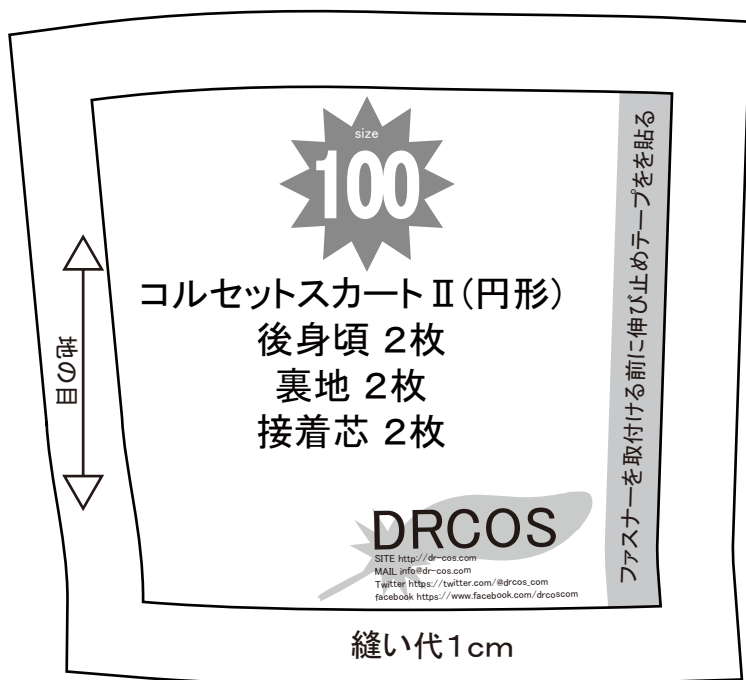 size
100
コルセットスカートⅡ（円形）
後身頃 2枚
裏地 2枚
接着芯 2枚
地の目
ファスナーを取付ける前に伸び止めテープをを貼る
DRCOS
SITE http://dr-cos.com
MAIL info@dr-cos.com
Twitter https://twitter.com/@drcos_com
facebook https://www.facebook.com/drcoscom
縫い代1cm